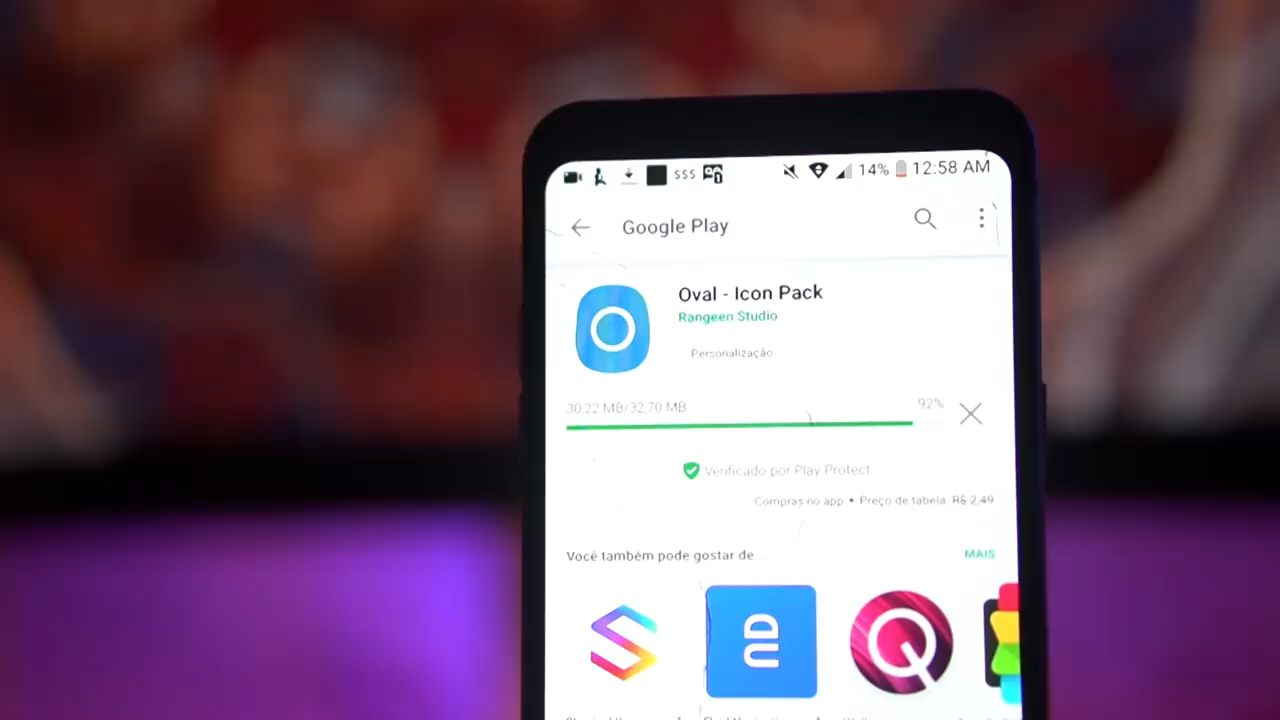 $$$ 14% 12:58 AM
Google Play
Oval - Icon Pack
Rangeen Studio
Personalização
30,22 MB/32,70 MB 92%
Verificado por Play Protect
Compras no app • Preço de tabela: R$ 2,49
Você também pode gostar de... MAIS